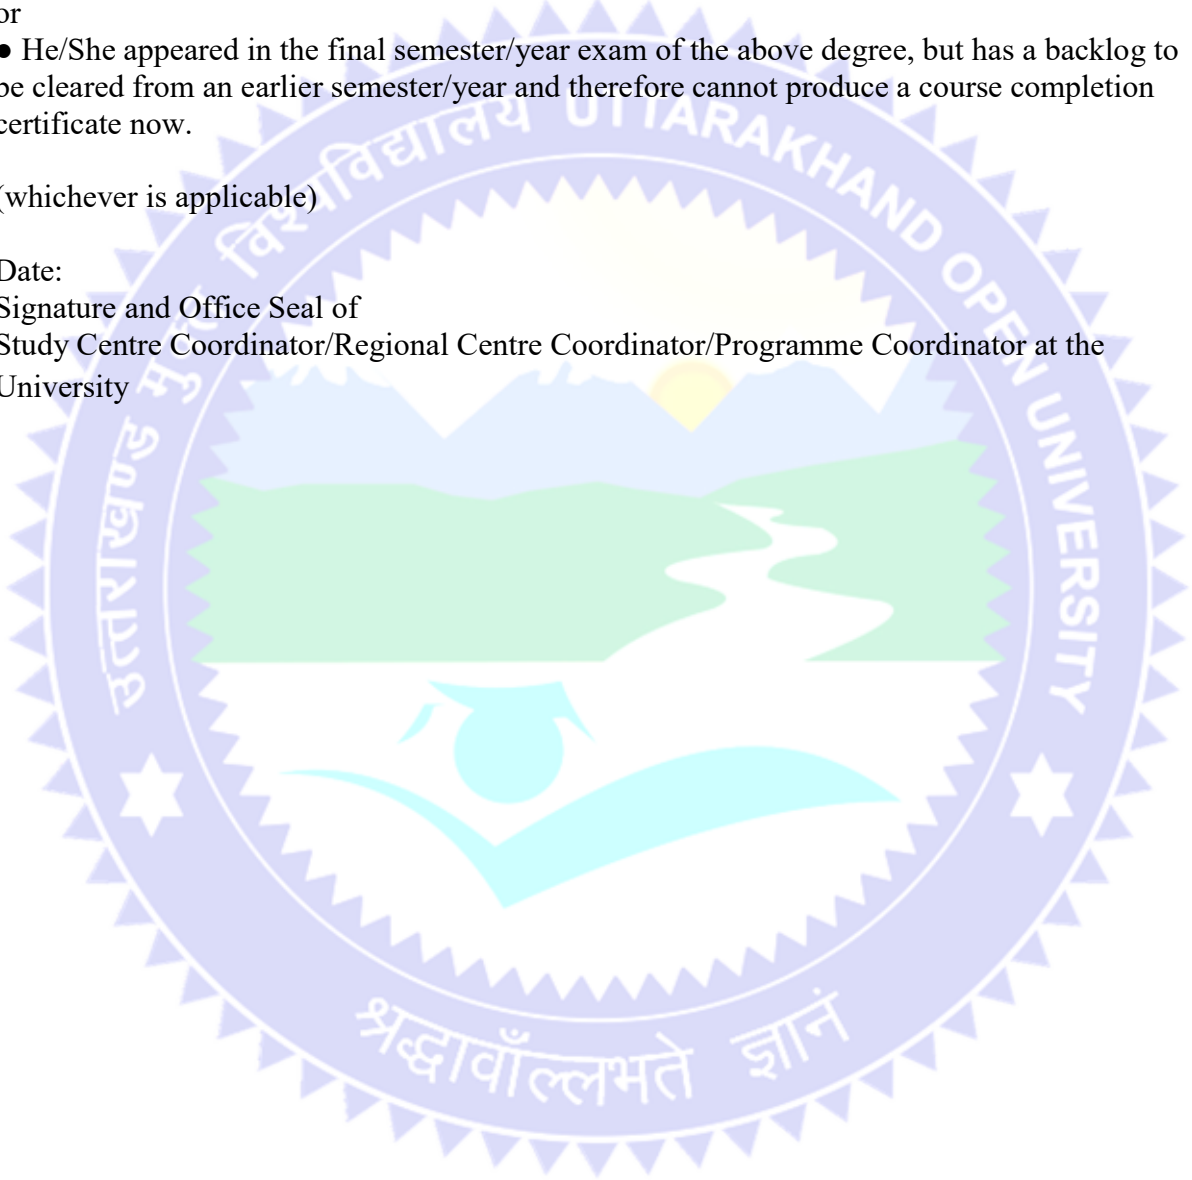 or
● He/She appeared in the final semester/year exam of the above degree, but has a backlog to
be cleared from an earlier semester/year and therefore cannot produce a course completion
certificate now.
(whichever is applicable)
Date:
Signature and Office Seal of
Study Centre Coordinator/Regional Centre Coordinator/Programme Coordinator at the
University
उत्तराखण्ड मुक्त विश्वविद्यालय UTTARAKHAND OPEN UNIVERSITY
श्रद्धावाँल्लभते ज्ञानं